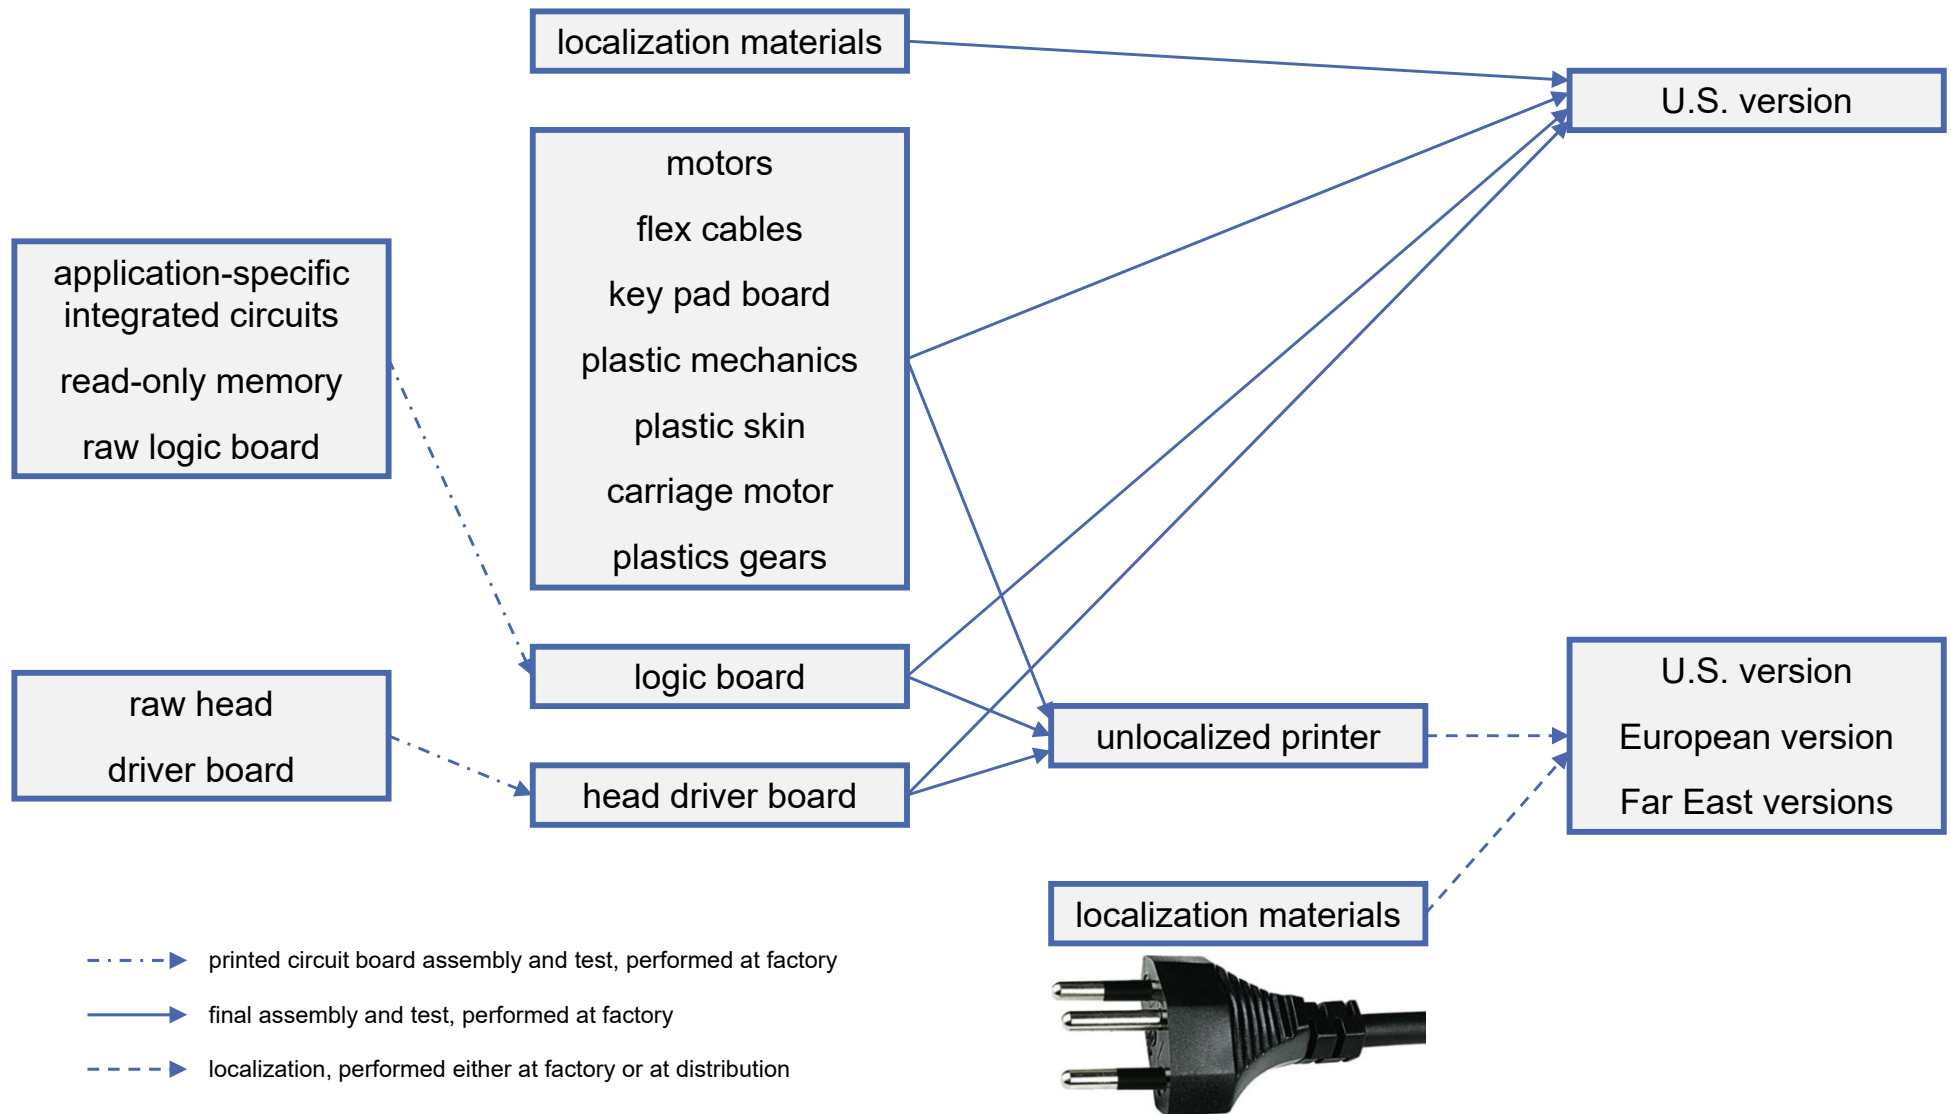 localization materials
U.S. version
motors
flex cables
key pad board
plastic mechanics
plastic skin
carriage motor
plastics gears
application-specific
integrated circuits
read-only memory
raw logic board
logic board
raw head
driver board
head driver board
unlocalized printer
U.S. version
European version
Far East versions
localization materials
printed circuit board assembly and test, performed at factory
final assembly and test, performed at factory
localization, performed either at factory or at distribution